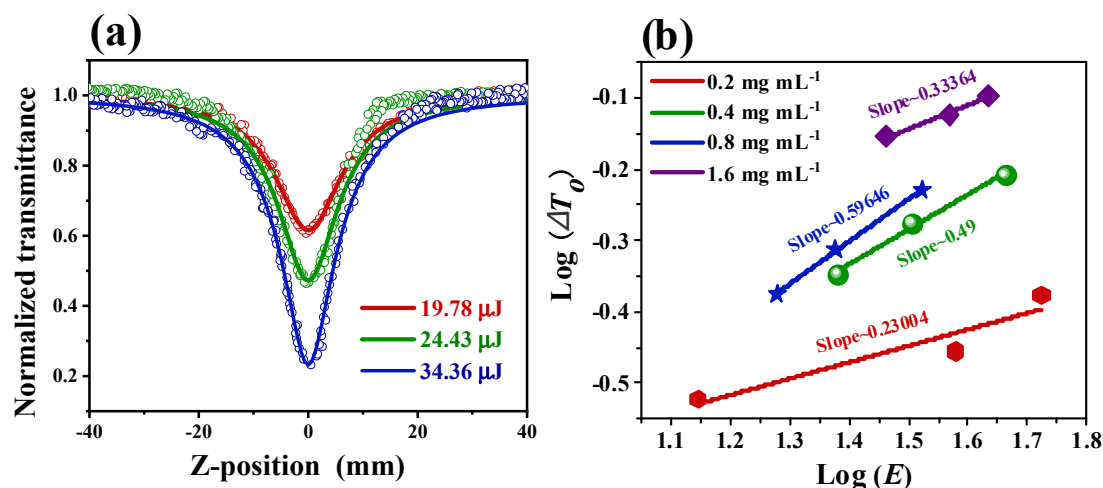 (a)
Normalized transmittance
1.0
0.8
0.6
0.4
0.2
19.78 μJ
24.43 μJ
34.36 μJ
-40
-20
0
20
40
Z-position (mm)
(b)
Log (ΔTo)
-0.1
-0.2
-0.3
-0.4
-0.5
0.2 mg mL-1
0.4 mg mL-1
0.8 mg mL-1
1.6 mg mL-1
Slope~0.33364
Slope~0.59646
Slope~0.49
Slope~0.23004
1.1
1.2
1.3
1.4
1.5
1.6
1.7
1.8
Log (E)